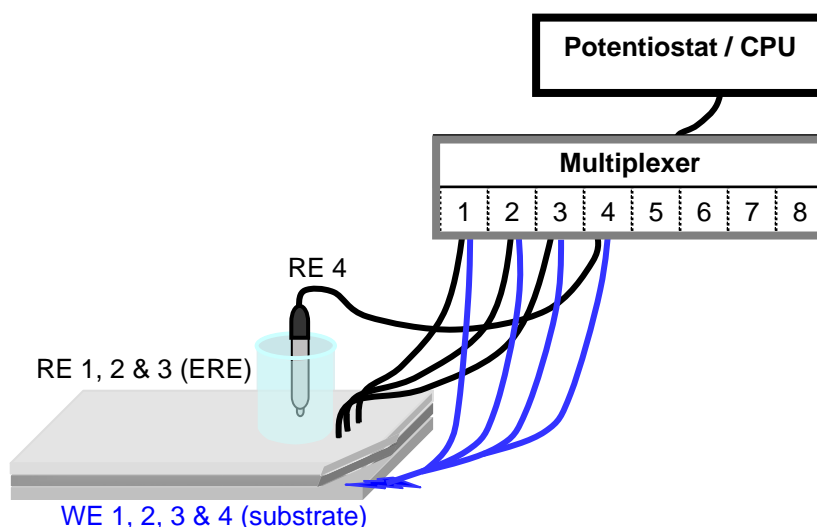 Potentiostat / CPU
Multiplexer
1 2 3 4 5 6 7 8
RE 4
RE 1, 2 & 3 (ERE)
WE 1, 2, 3 & 4 (substrate)